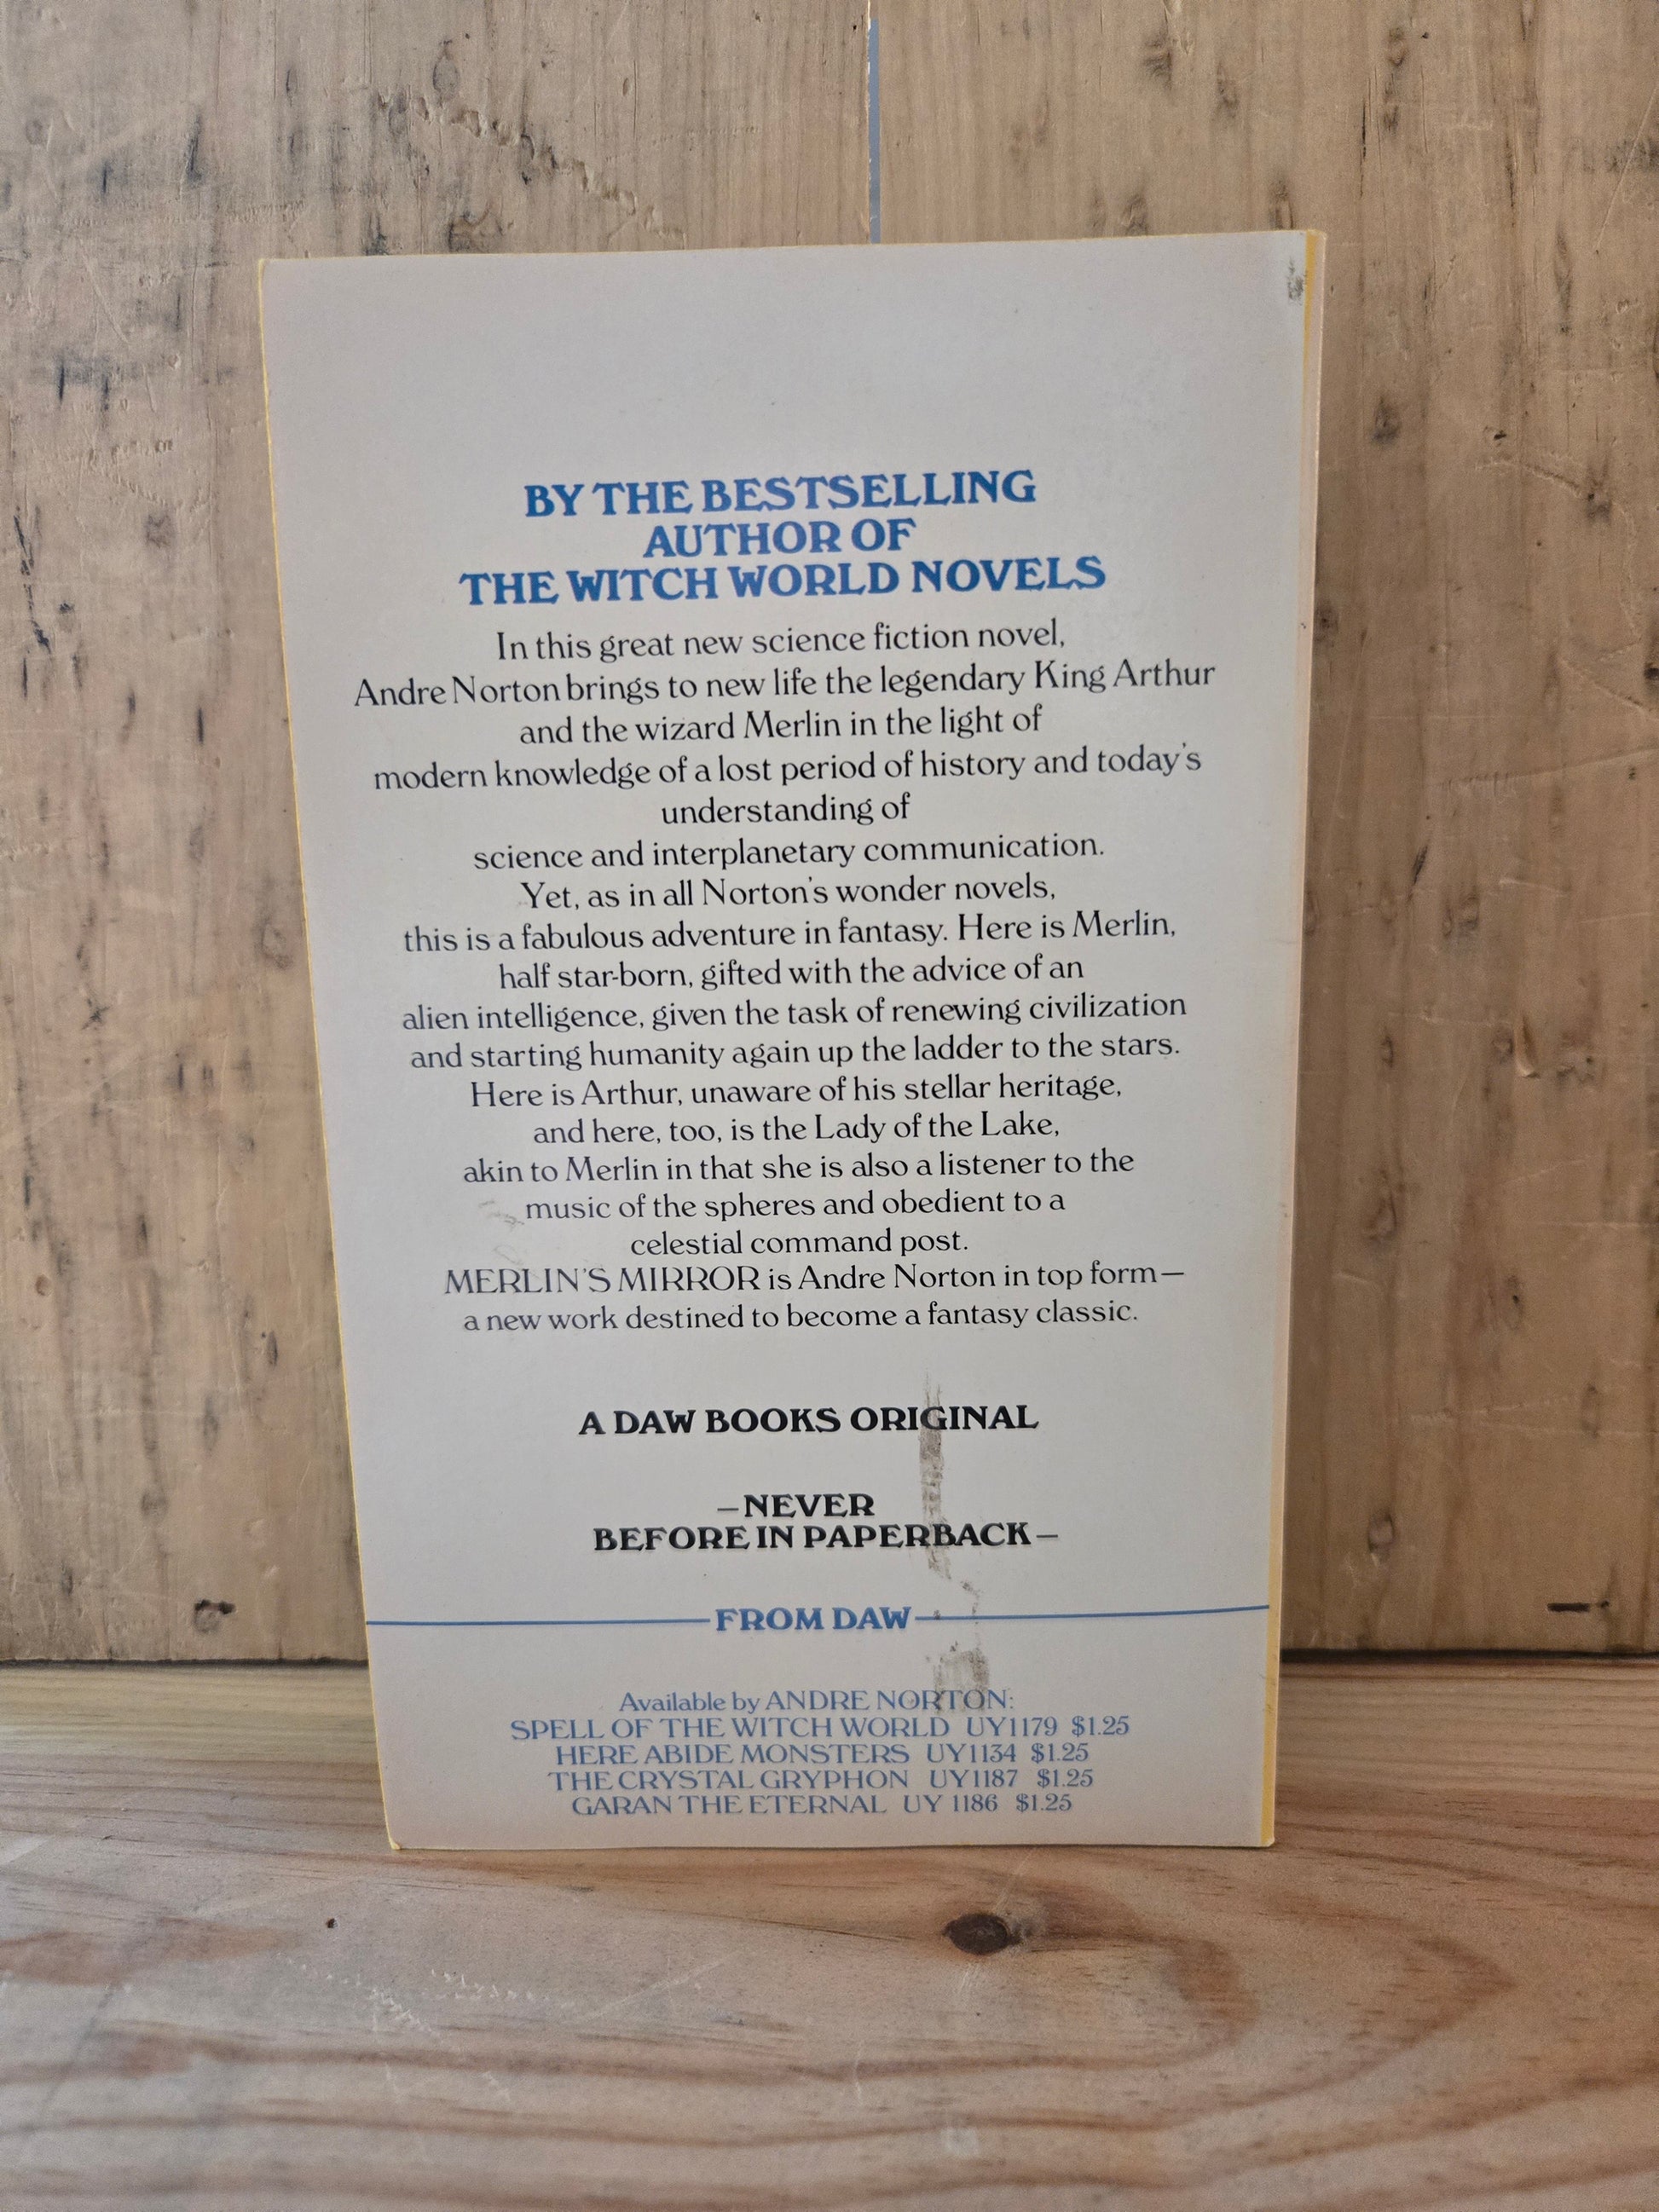 BY THE BESTSELLING
AUTHOR OF
THE WITCH WORLD NOVELS
In this great new science fiction novel,
Andre Norton brings to new life the legendary King Arthur
and the wizard Merlin in the light of
modern knowledge of a lost period of history and today's
understanding of
science and interplanetary communication.
Yet, as in all Norton's wonder novels,
this is a fabulous adventure in fantasy. Here is Merlin,
half star-born, gifted with the advice of an
alien intelligence, given the task of renewing civilization
and starting humanity again up the ladder to the stars.
Here is Arthur, unaware of his stellar heritage,
and here, too, is the Lady of the Lake,
akin to Merlin in that she is also a listener to the
music of the spheres and obedient to a
celestial command post.
MERLIN'S MIRROR is Andre Norton in top form—
a new work destined to become a fantasy classic.
A DAW BOOKS ORIGINAL
—NEVER
BEFORE IN PAPERBACK—
FROM DAW
Available by ANDRE NORTON:
SPELL OF THE WITCH WORLD UY1179 $1.25
HERE ABIDE MONSTERS UY1134 $1.25
THE CRYSTAL GRYPHON UY1187 $1.25
GARAN THE ETERNAL UY 1186 $1.25